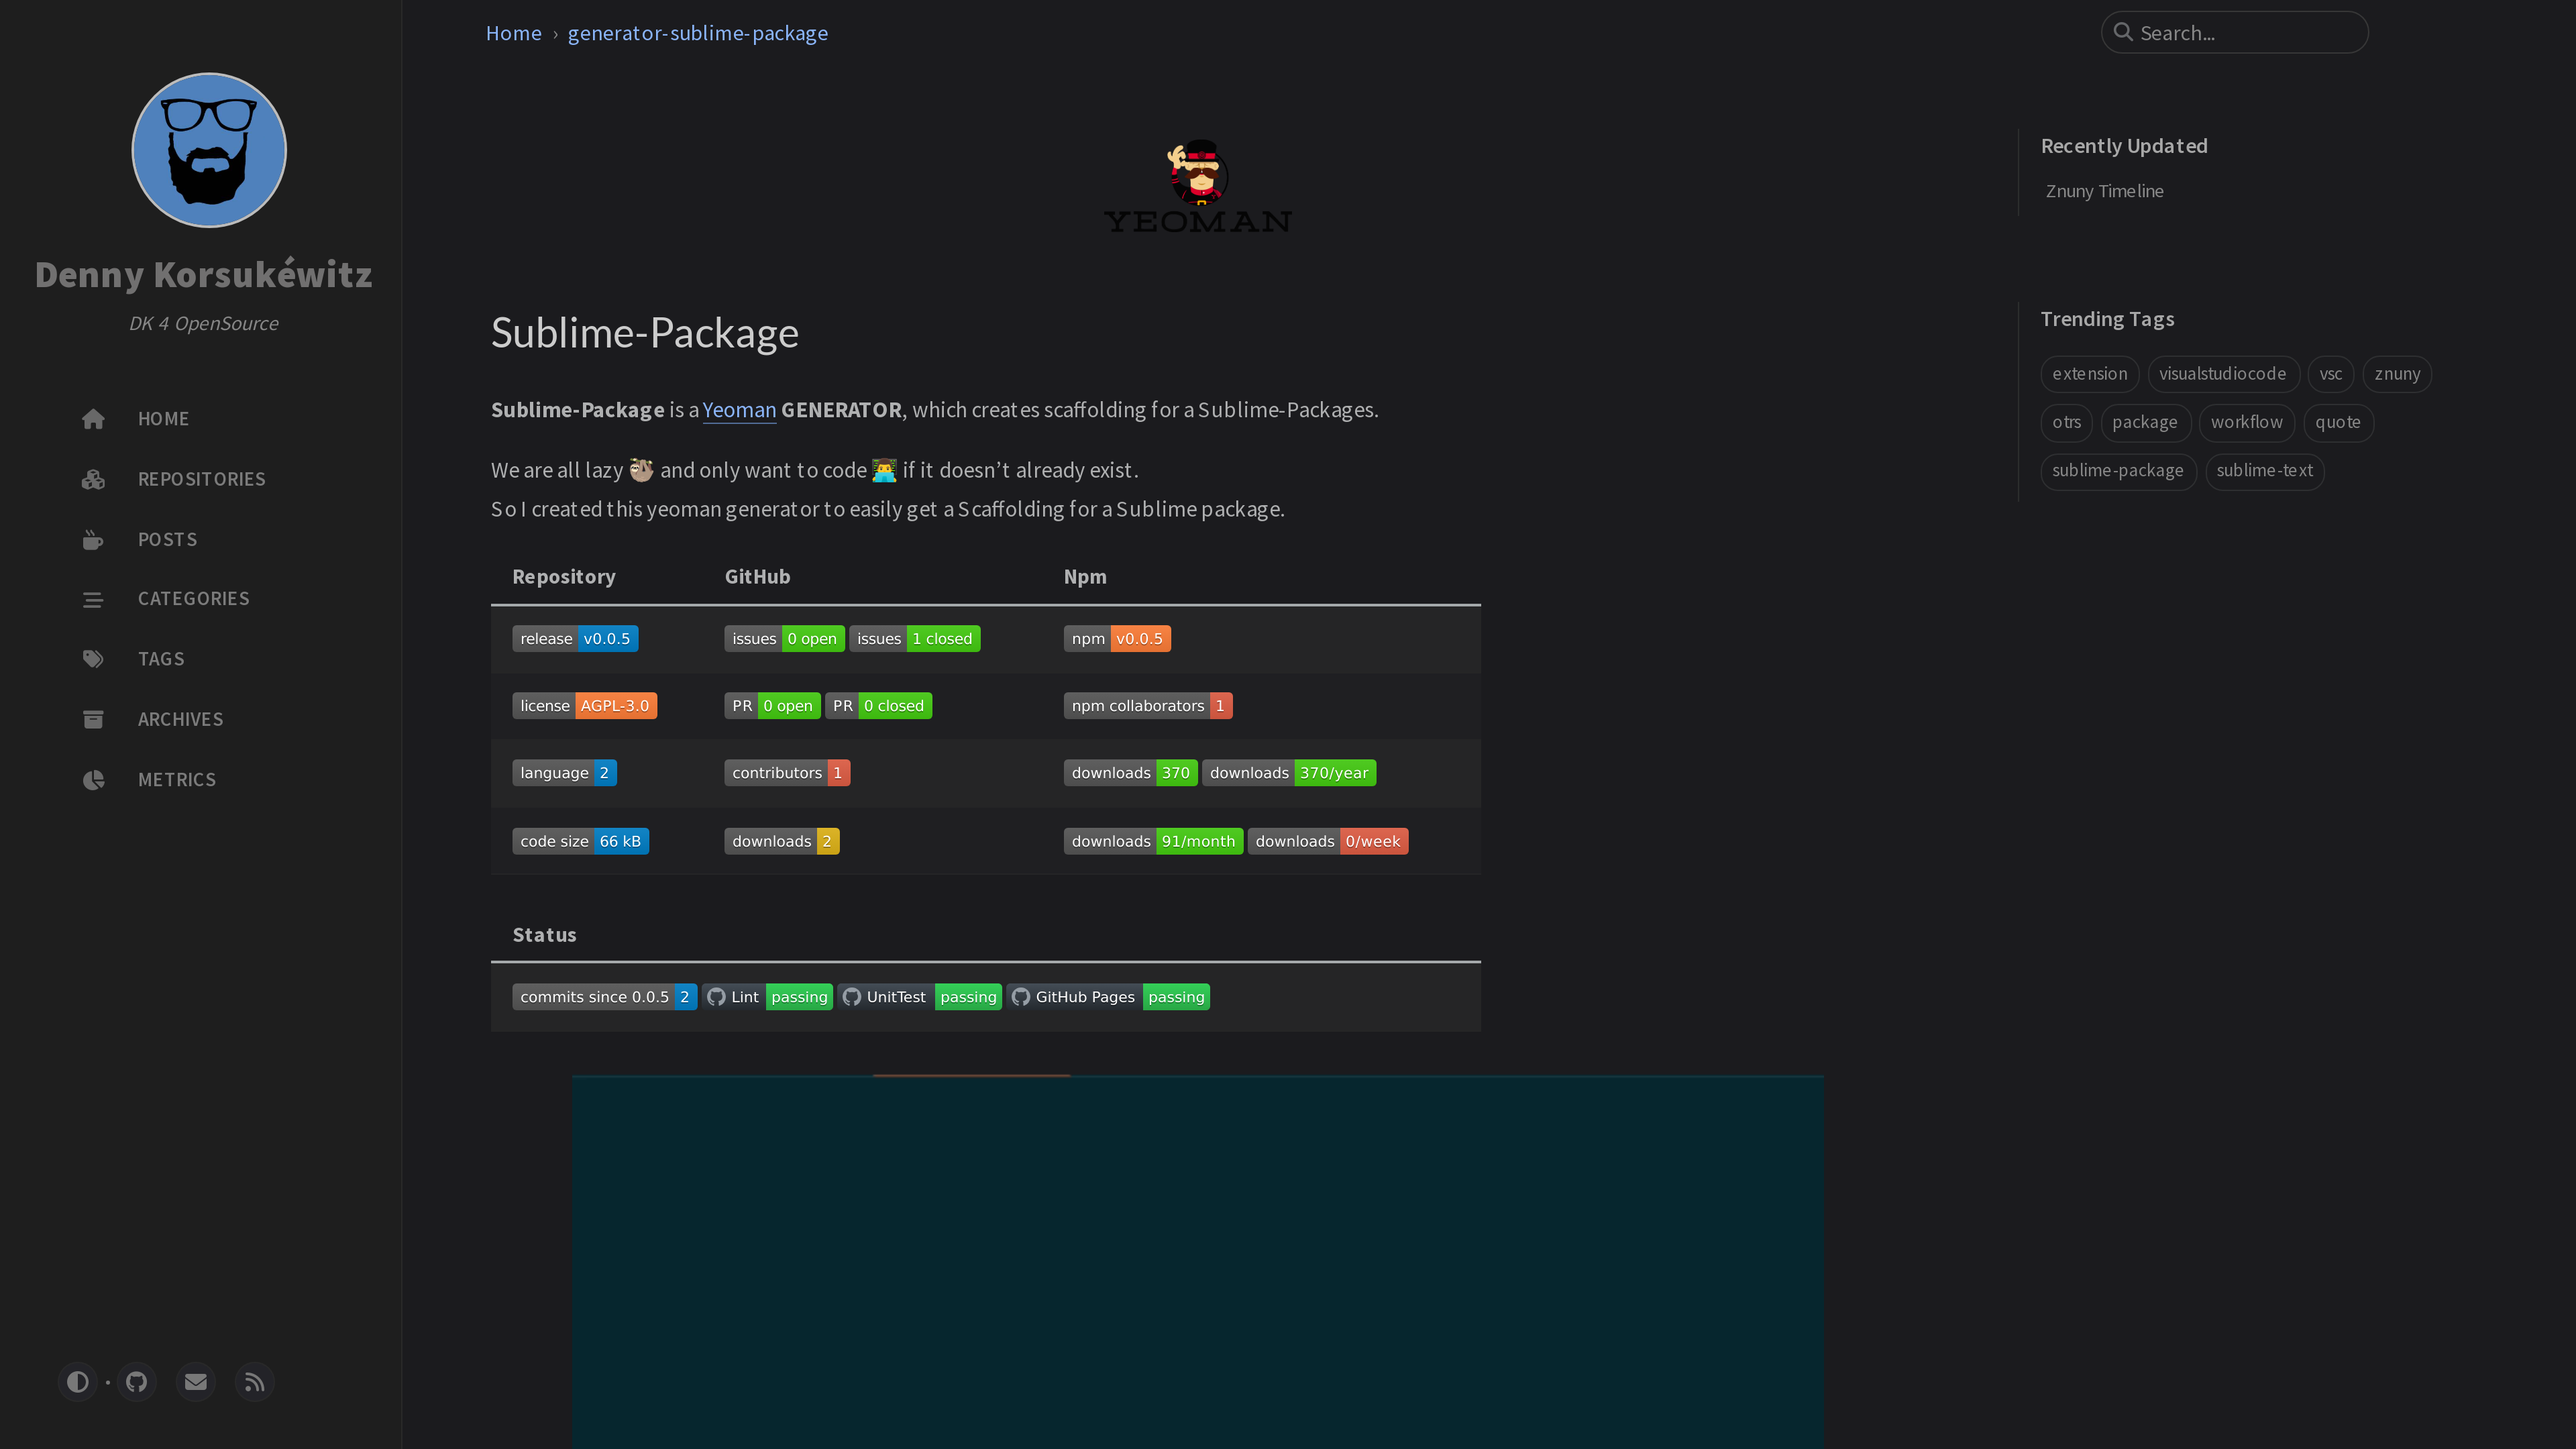 Denny Korsukéwitz
DK 4 OpenSource
HOME
REPOSITORIES
POSTS
CATEGORIES
TAGS
ARCHIVES
METRICS
Home › generator-sublime-package
Search...
YEOMAN
Sublime-Package
Sublime-Package is a Yeoman GENERATOR, which creates scaffolding for a Sublime-Packages.
We are all lazy 🦥 and only want to code 👨‍💻 if it doesn’t already exist.
So I created this yeoman generator to easily get a Scaffolding for a Sublime package.
Repository GitHub Npm
release v0.0.5 issues 0 open issues 1 closed npm v0.0.5
license AGPL-3.0 PR 0 open PR 0 closed npm collaborators 1
language 2 contributors 1 downloads 370 downloads 370/year
code size 66 kB downloads 2 downloads 91/month downloads 0/week
Status
commits since 0.0.5 2 Lint passing UnitTest passing GitHub Pages passing
Recently Updated
Znuny Timeline
Trending Tags
extension visualstudiocode vsc znuny
otrs package workflow quote
sublime-package sublime-text